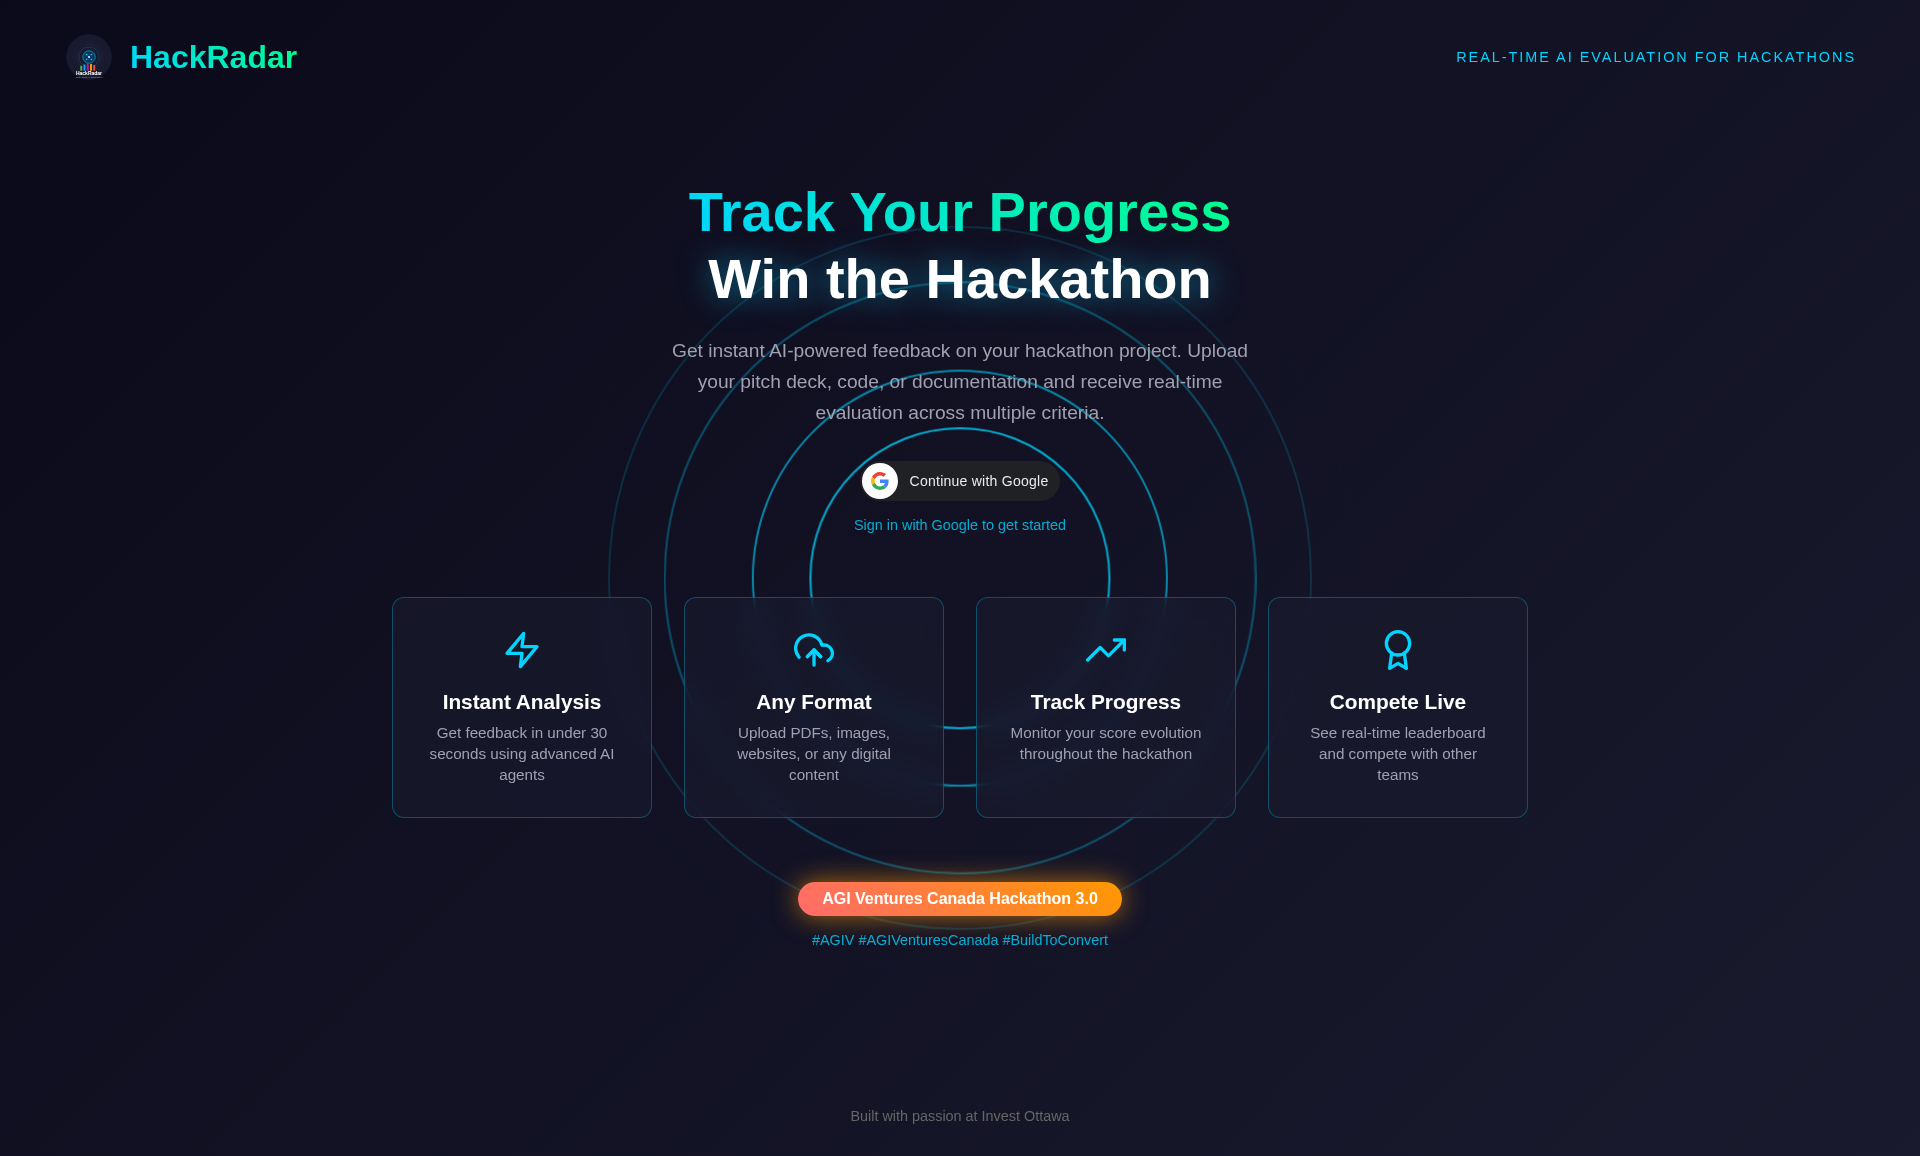 HackRadar
HackRadar
REAL-TIME AI EVALUATION FOR HACKATHONS
Track Your Progress
Win the Hackathon
Get instant AI-powered feedback on your hackathon project. Upload
your pitch deck, code, or documentation and receive real-time
evaluation across multiple criteria.
Continue with Google
Sign in with Google to get started
Instant Analysis
Get feedback in under 30
seconds using advanced AI
agents
Any Format
Upload PDFs, images,
websites, or any digital
content
Track Progress
Monitor your score evolution
throughout the hackathon
Compete Live
See real-time leaderboard
and compete with other
teams
AGI Ventures Canada Hackathon 3.0
#AGIV #AGIVenturesCanada #BuildToConvert
Built with passion at Invest Ottawa